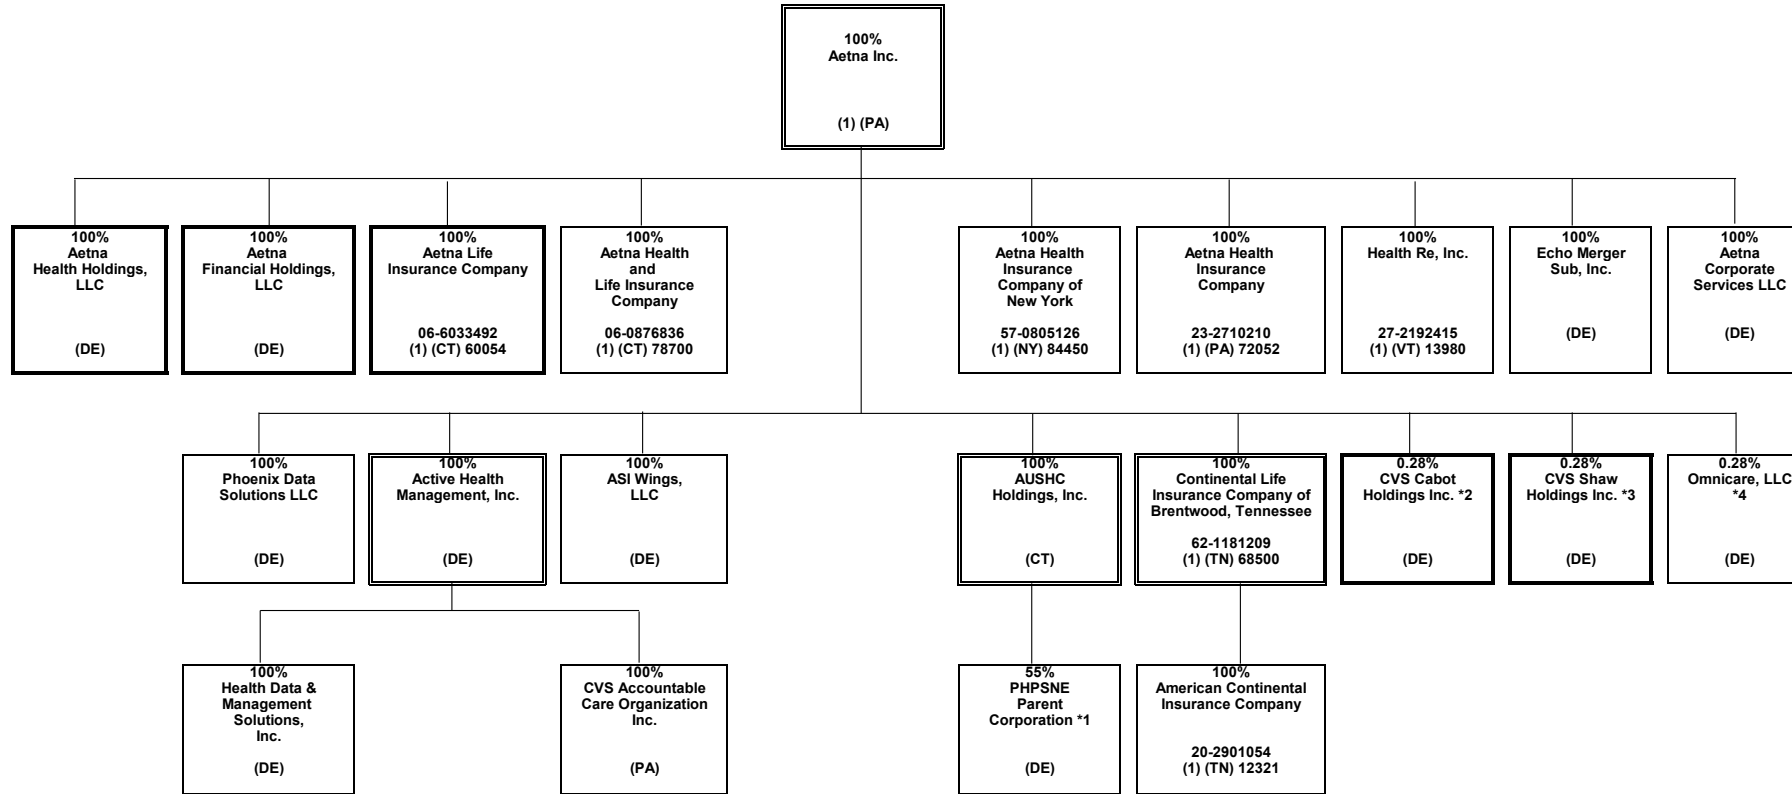 100%
Aetna Inc.
(1) (PA)
100%
Aetna
Health Holdings,
LLC
(DE)
100%
Aetna
Financial Holdings,
LLC
(DE)
100%
Aetna Life
Insurance Company
06-6033492
(1) (CT) 60054
100%
Aetna Health
and
Life Insurance
Company
06-0876836
(1) (CT) 78700
100%
Aetna Health
Insurance
Company of
New York
57-0805126
(1) (NY) 84450
100%
Aetna Health
Insurance
Company
23-2710210
(1) (PA) 72052
100%
Health Re, Inc.
27-2192415
(1) (VT) 13980
100%
Echo Merger
Sub, Inc.
(DE)
100%
Aetna
Corporate
Services LLC
(DE)
100%
Phoenix Data
Solutions LLC
(DE)
100%
Active Health
Management, Inc.
(DE)
100%
ASI Wings,
LLC
(DE)
100%
AUSHC
Holdings, Inc.
(CT)
100%
Continental Life
Insurance Company of
Brentwood, Tennessee
62-1181209
(1) (TN) 68500
0.28%
CVS Cabot
Holdings Inc. *2
(DE)
0.28%
CVS Shaw
Holdings Inc. *3
(DE)
0.28%
Omnicare, LLC
*4
(DE)
100%
Health Data &
Management
Solutions,
Inc.
(DE)
100%
CVS Accountable
Care Organization
Inc.
(PA)
55%
PHPSNE
Parent
Corporation *1
(DE)
100%
American Continental
Insurance Company
20-2901054
(1) (TN) 12321